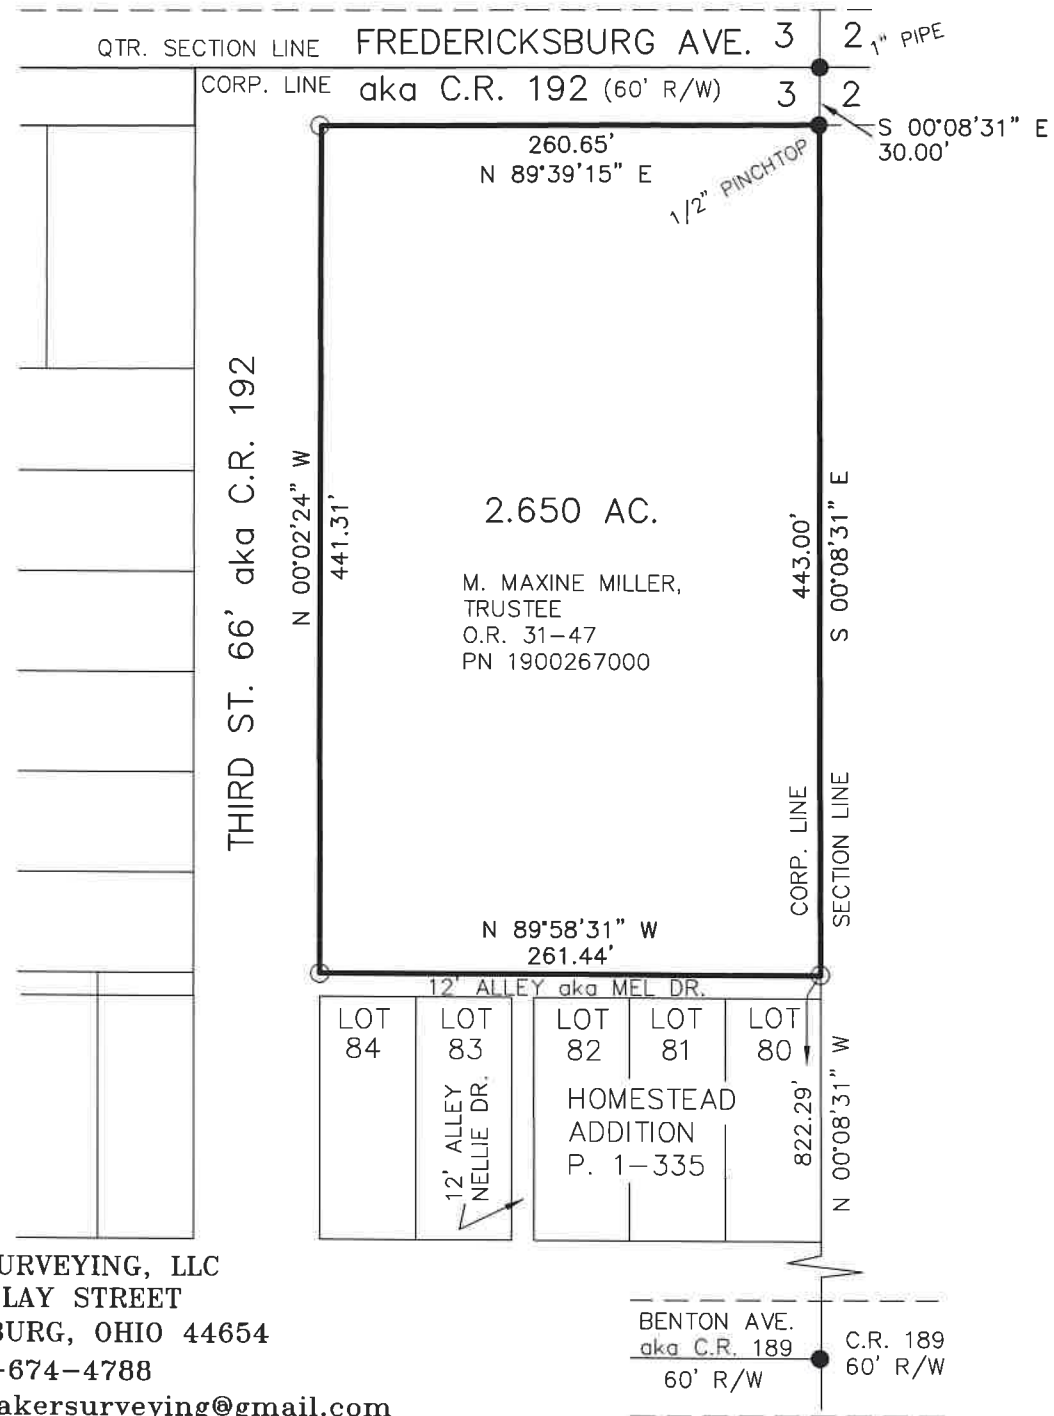 QTR. SECTION LINE FREDERICKSBURG AVE. 3 2 1" PIPE
CORP. LINE aka C.R. 192 (60' R/W) 3 2
S 00°08'31" E
30.00'
260.65'
N 89°39'15" E
1/2" PINCHTOP
THIRD ST. 66' aka C.R. 192
N 00°02'24" W
441.31'
2.650 AC.
M. MAXINE MILLER,
TRUSTEE
O.R. 31-47
PN 1900267000
443.00'
S 00°08'31" E
CORP. LINE
SECTION LINE
N 89°58'31" W
261.44'
12' ALLEY aka MEL DR.
LOT
84
LOT
83
LOT
82
LOT
81
LOT
80
12' ALLEY
NELLIE DR.
HOMESTEAD
ADDITION
P. 1-335
822.29'
N 00°08'31" W
URVEYING, LLC
LAY STREET
BURG, OHIO 44654
-674-4788
akersurveying@gmail.com
BENTON AVE.
aka C.R. 189
60' R/W
C.R. 189
60' R/W